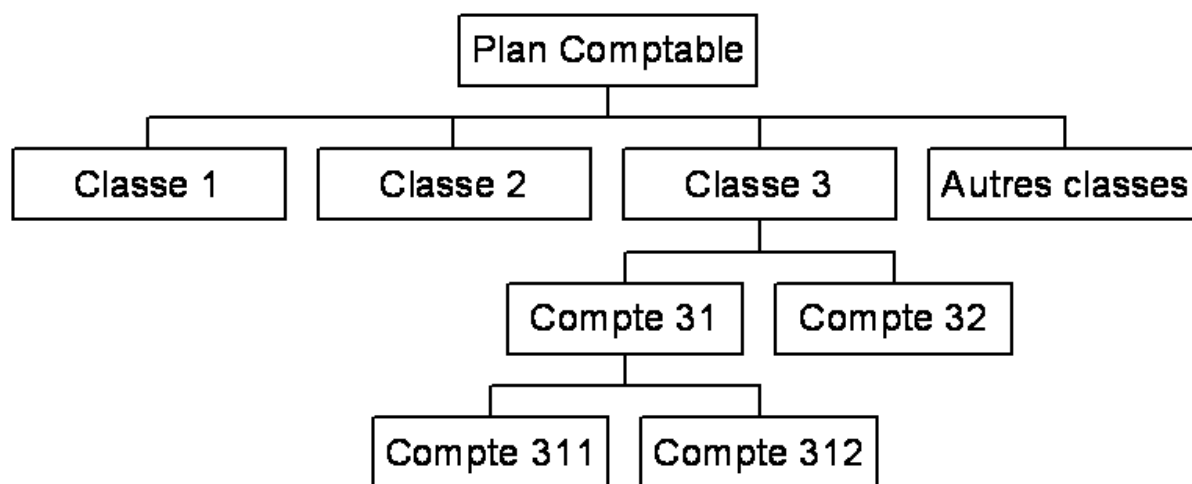 Plan Comptable
Classe 1
Classe 2
Classe 3
Autres classes
Compte 31
Compte 32
Compte 311
Compte 312